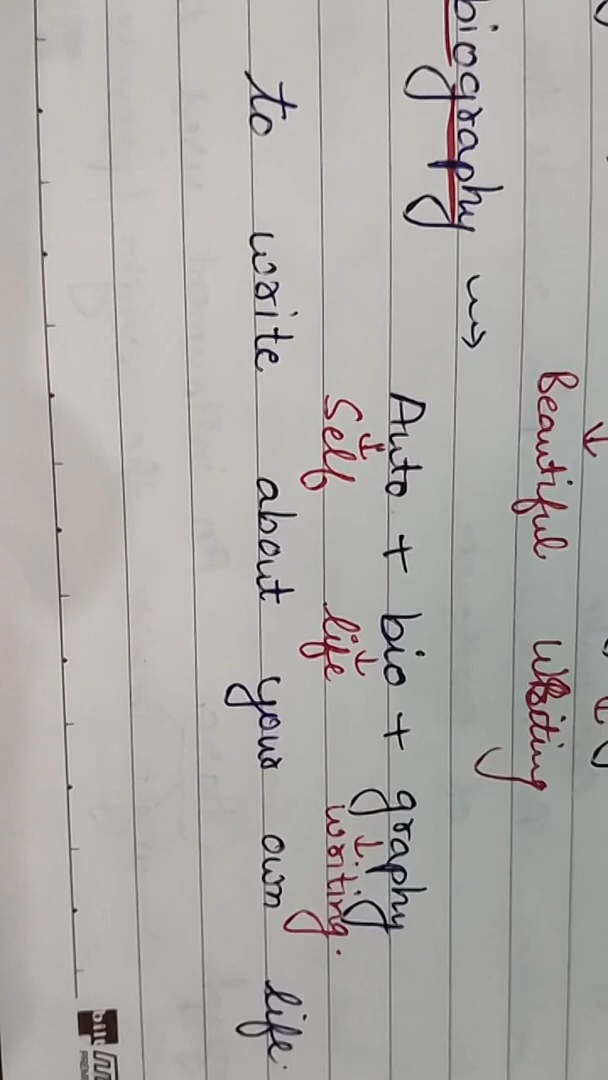 ↓ ↓
Beautiful Writing
biography ⇝ Auto + bio + graphy
↓ ↓ ↓
Self life writing.
to write about your own life.